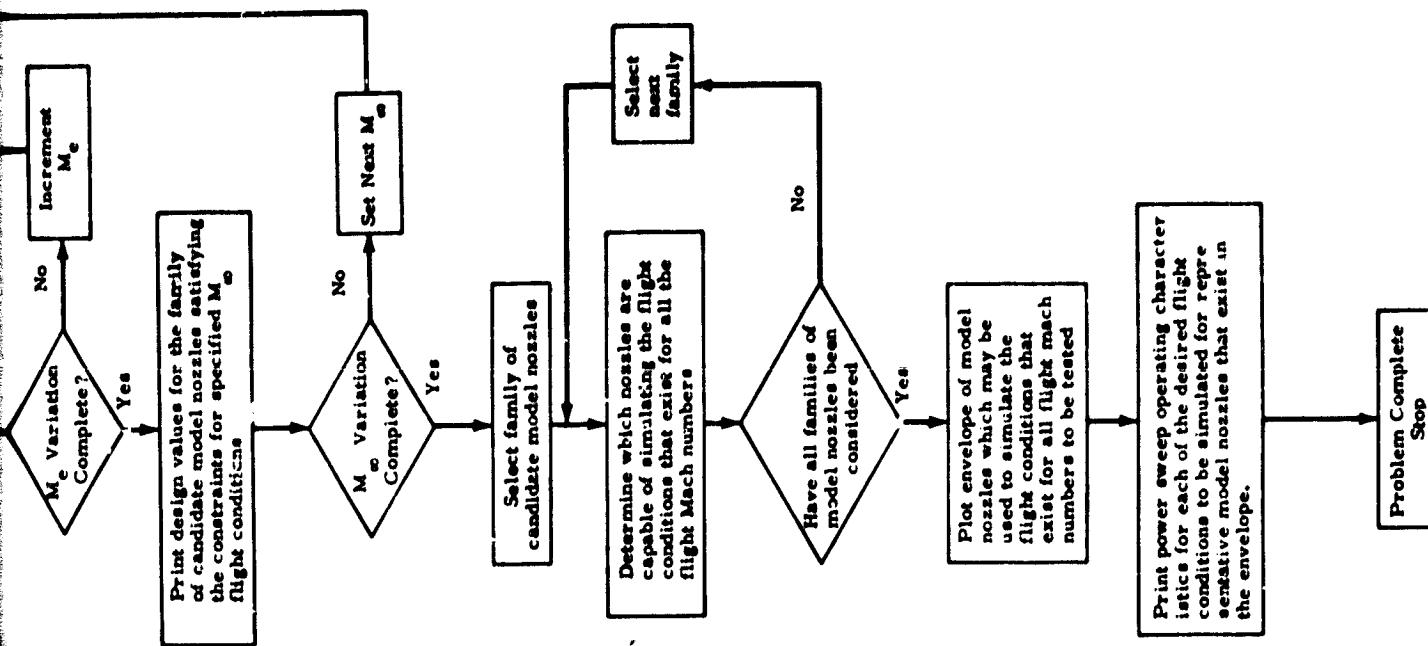 M_e Variation
Complete?
No
Increment
M_e
Yes
Print design values for the family
of candidate model nozzles satisfying
the constraints for specified M_∞
flight conditions
M_∞ Variation
Complete?
No
Set Next M_∞
Yes
Select family of
candidate model nozzles
Determine which nozzles are
capable of simulating the flight
conditions that exist for all the
flight Mach numbers
Select
next
family
Have all families of
model nozzles been
considered
No
Yes
Plot envelope of model
nozzles which may be
used to simulate the
flight conditions that
exist for all flight mach
numbers to be tested
Print power sweep operating character
istics for each of the desired flight
conditions to be simulated for repre
sentative model nozzles that exist in
the envelope.
Problem Complete
Stop